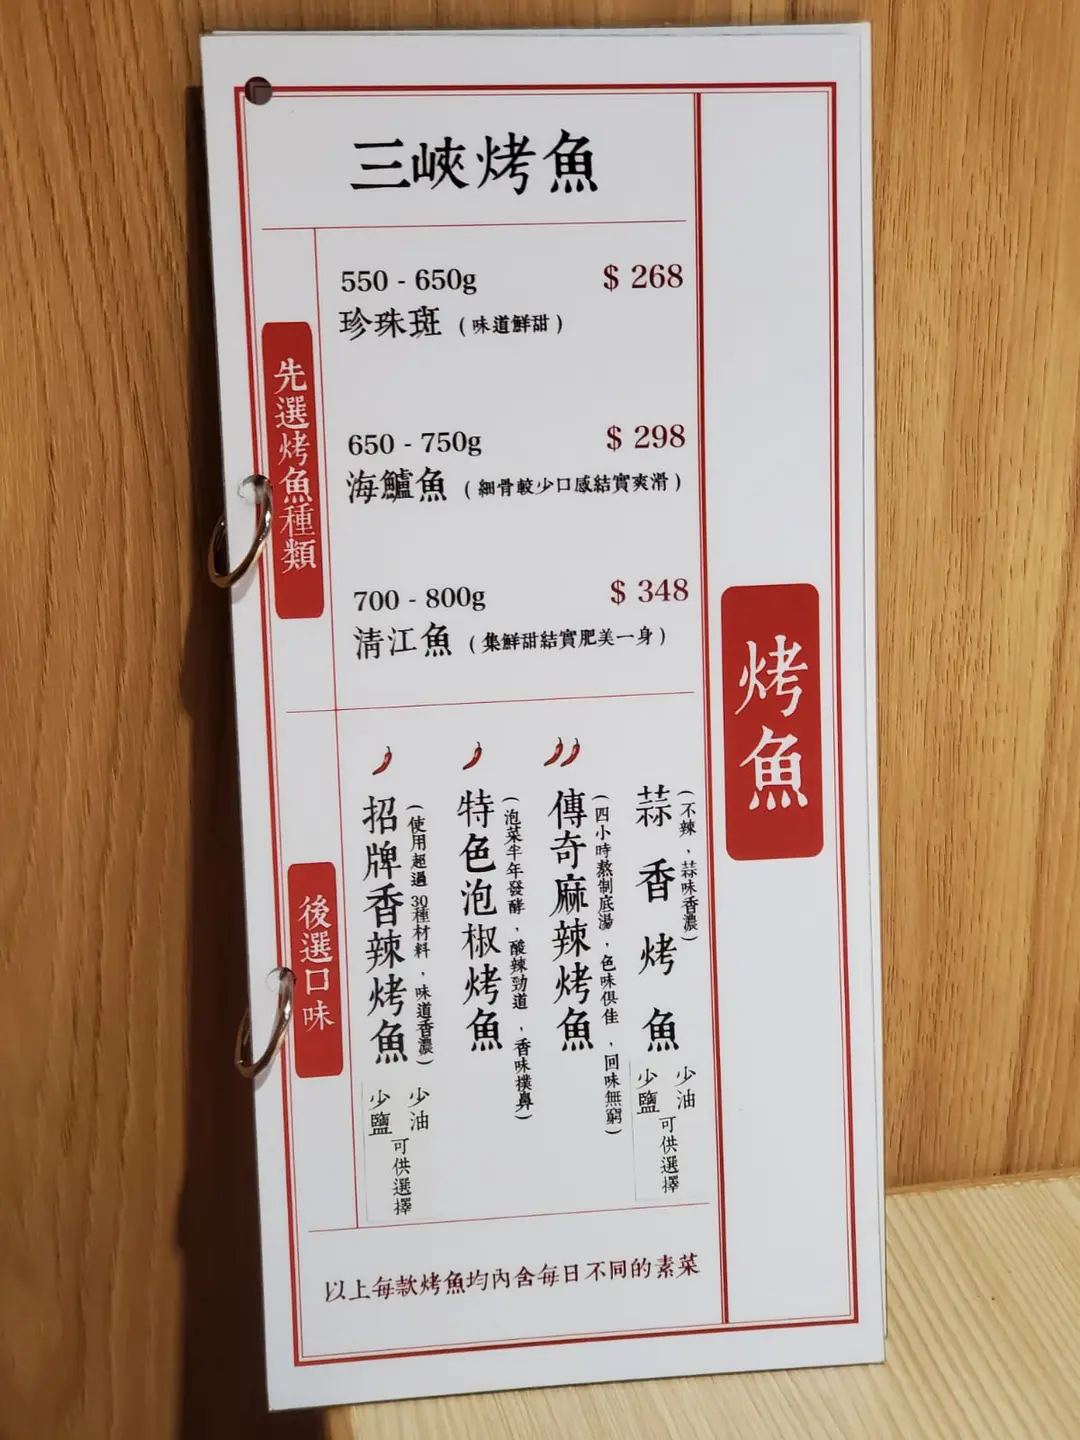 三峽烤魚
先選烤魚種類
550 - 650g
$ 268
珍珠斑 (味道鮮甜)
650 - 750g
$ 298
海鱸魚 (細骨較少口感結實爽滑)
700 - 800g
$ 348
清江魚 (集鮮甜結實肥美一身)
烤魚
後選口味
蒜香烤魚
(不辣,蒜味香濃)
少油
少鹽
可供選擇
傳奇麻辣烤魚
(四小時熬制底湯,色味俱佳,回味無窮)
特色泡椒烤魚
(泡菜半年發酵,酸辣勁道,香味撲鼻)
招牌香辣烤魚
(使用超過30種材料,味道香濃)
少油
少鹽
可供選擇
以上每款烤魚均內含每日不同的素菜